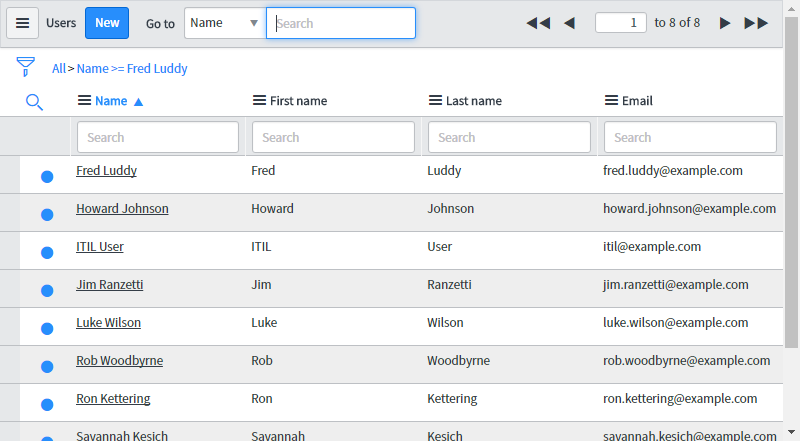 Users New Go to Name Search 1 to 8 of 8
All > Name >= Fred Luddy
Name First name Last name Email
Search Search Search Search
Fred Luddy Fred Luddy fred.luddy@example.com
Howard Johnson Howard Johnson howard.johnson@example.com
ITIL User ITIL User itil@example.com
Jim Ranzetti Jim Ranzetti jim.ranzetti@example.com
Luke Wilson Luke Wilson luke.wilson@example.com
Rob Woodbyrne Rob Woodbyrne rob.woodbyrne@example.com
Ron Kettering Ron Kettering ron.kettering@example.com
Savannah Kesich Savannah Kesich savannah.kesich@example.com